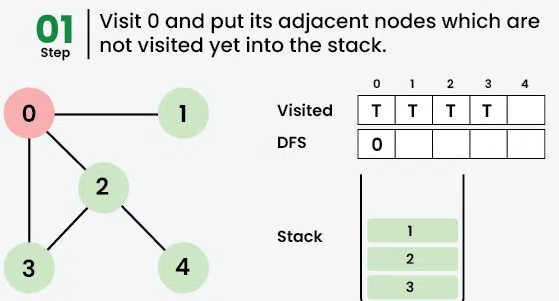 01 Visit 0 and put its adjacent nodes which are
Step not visited yet into the stack.
0 1 2 3 4
Visited T T T T
DFS 0
0 1
2
3 4
Stack
1
2
3